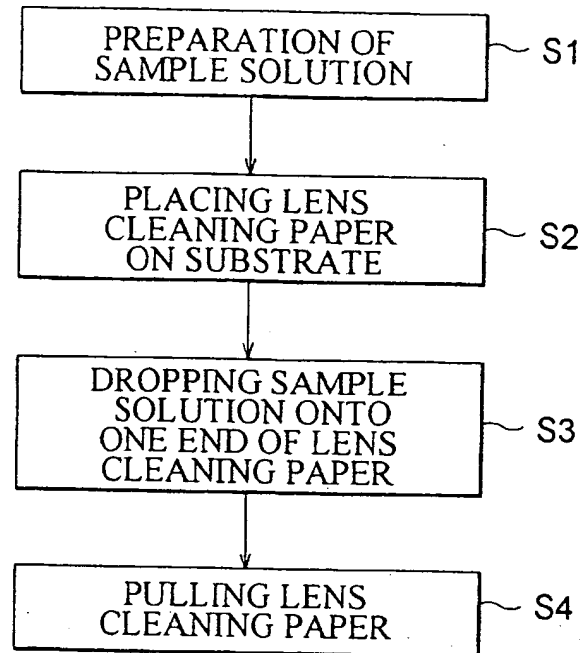 PREPARATION OF
SAMPLE SOLUTION
S1
PLACING LENS
CLEANING PAPER
ON SUBSTRATE
S2
DROPPING SAMPLE
SOLUTION ONTO
ONE END OF LENS
CLEANING PAPER
S3
PULLING LENS
CLEANING PAPER
S4